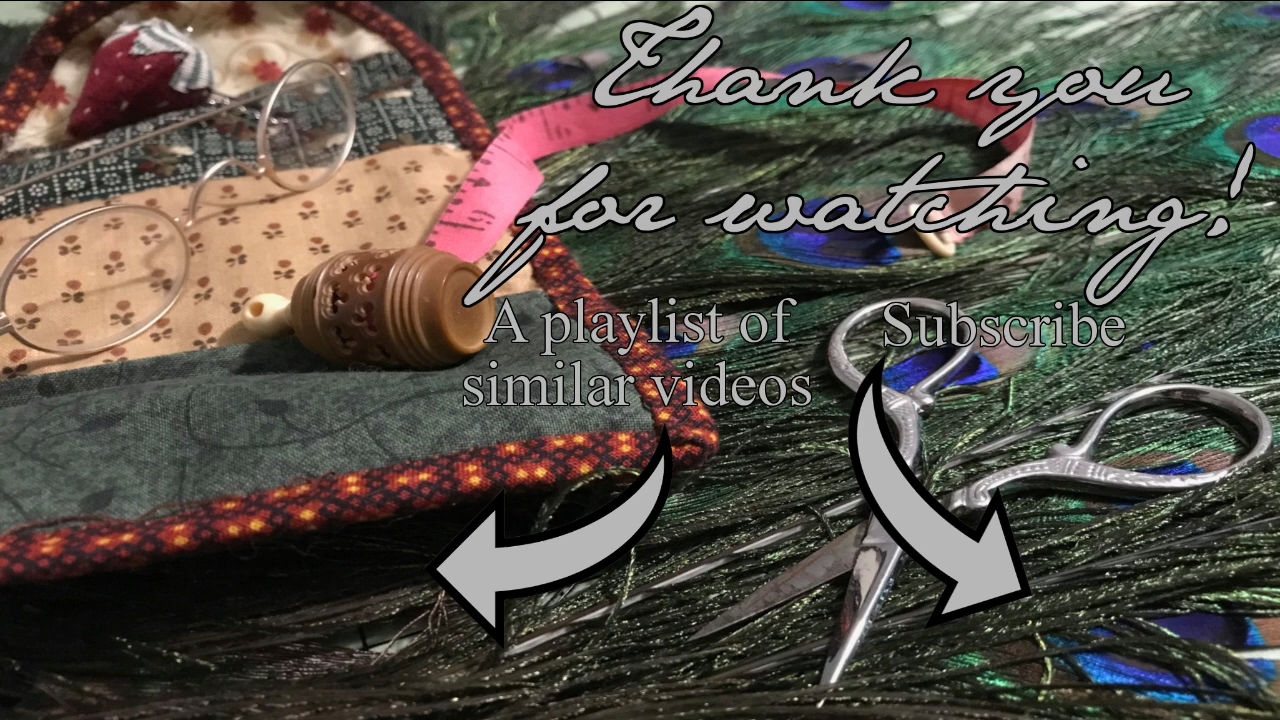 Thank you
for watching!
A playlist of
similar videos
Subscribe